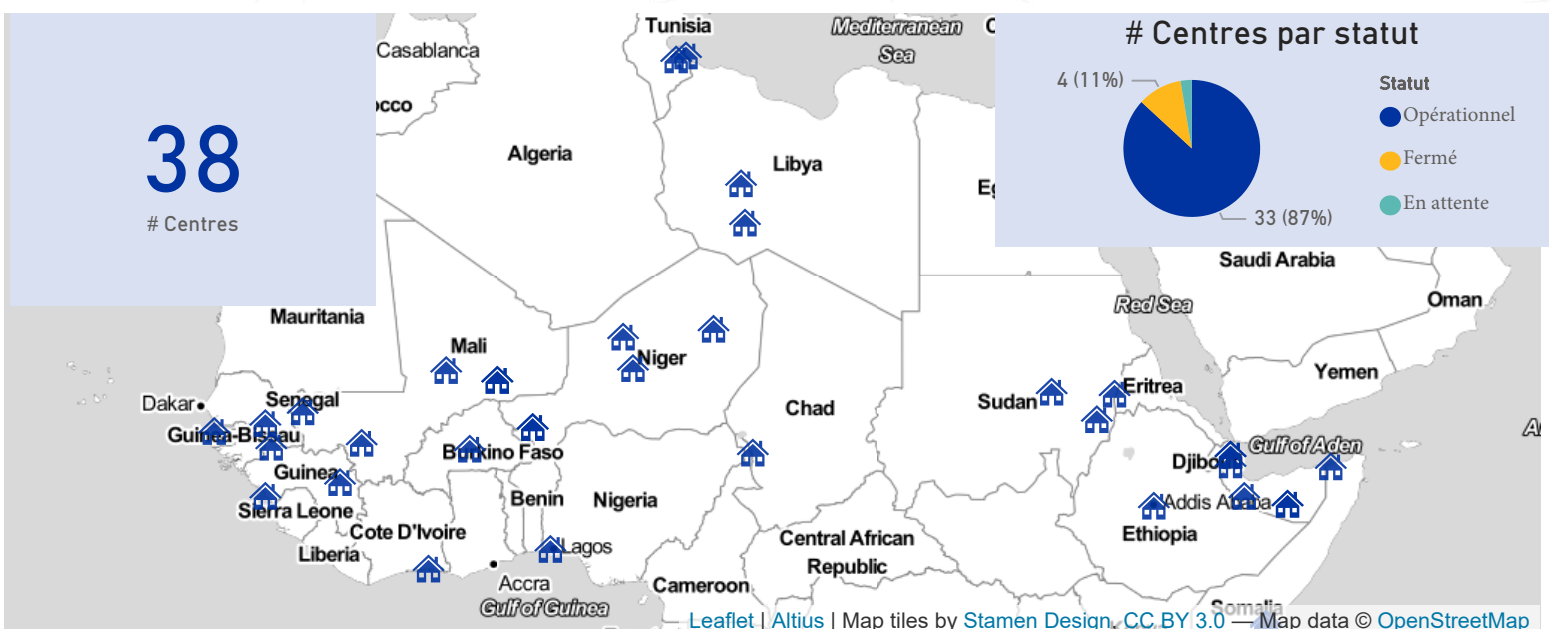 38
# Centres
# Centres par statut
4 (11%)
33 (87%)
Statut
Opérationnel
Fermé
En attente
Tunisia
Mediterranean
Sea
Casablanca
occo
Algeria
Libya
Eg
Saudi Arabia
Red Sea
Oman
Mauritania
Mali
Niger
Yemen
Dakar
Senegal
Chad
Sudan
Eritrea
Guinea-Bissau
Burkino Faso
Gulf of Aden
Djibo
Guinea
Benin
Nigeria
Addis Ababa
Sierra Leone
Cote D'Ivoire
Ethiopia
Liberia
Lagos
Central African
Republic
Accra
Cameroon
Gulf of Guinea
Somalia
Leaflet | Altius | Map tiles by Stamen Design, CC BY 3.0 — Map data © OpenStreetMap